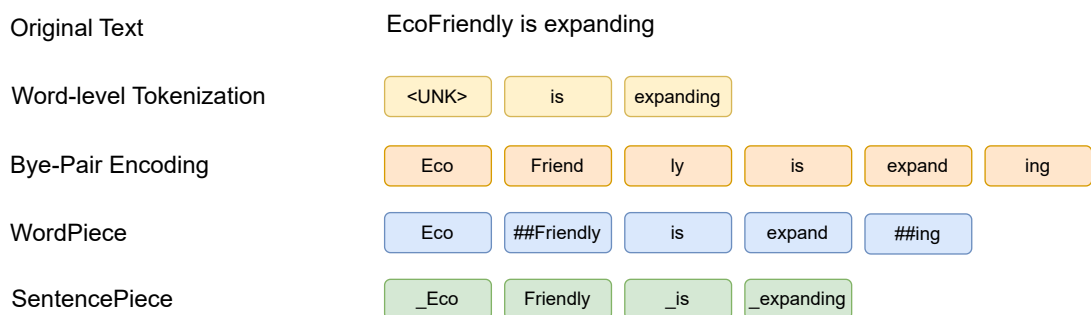 Original Text EcoFriendly is expanding
Word-level Tokenization <UNK> is expanding
Bye-Pair Encoding Eco Friend ly is expand ing
WordPiece Eco ##Friendly is expand ##ing
SentencePiece _Eco Friendly _is _expanding